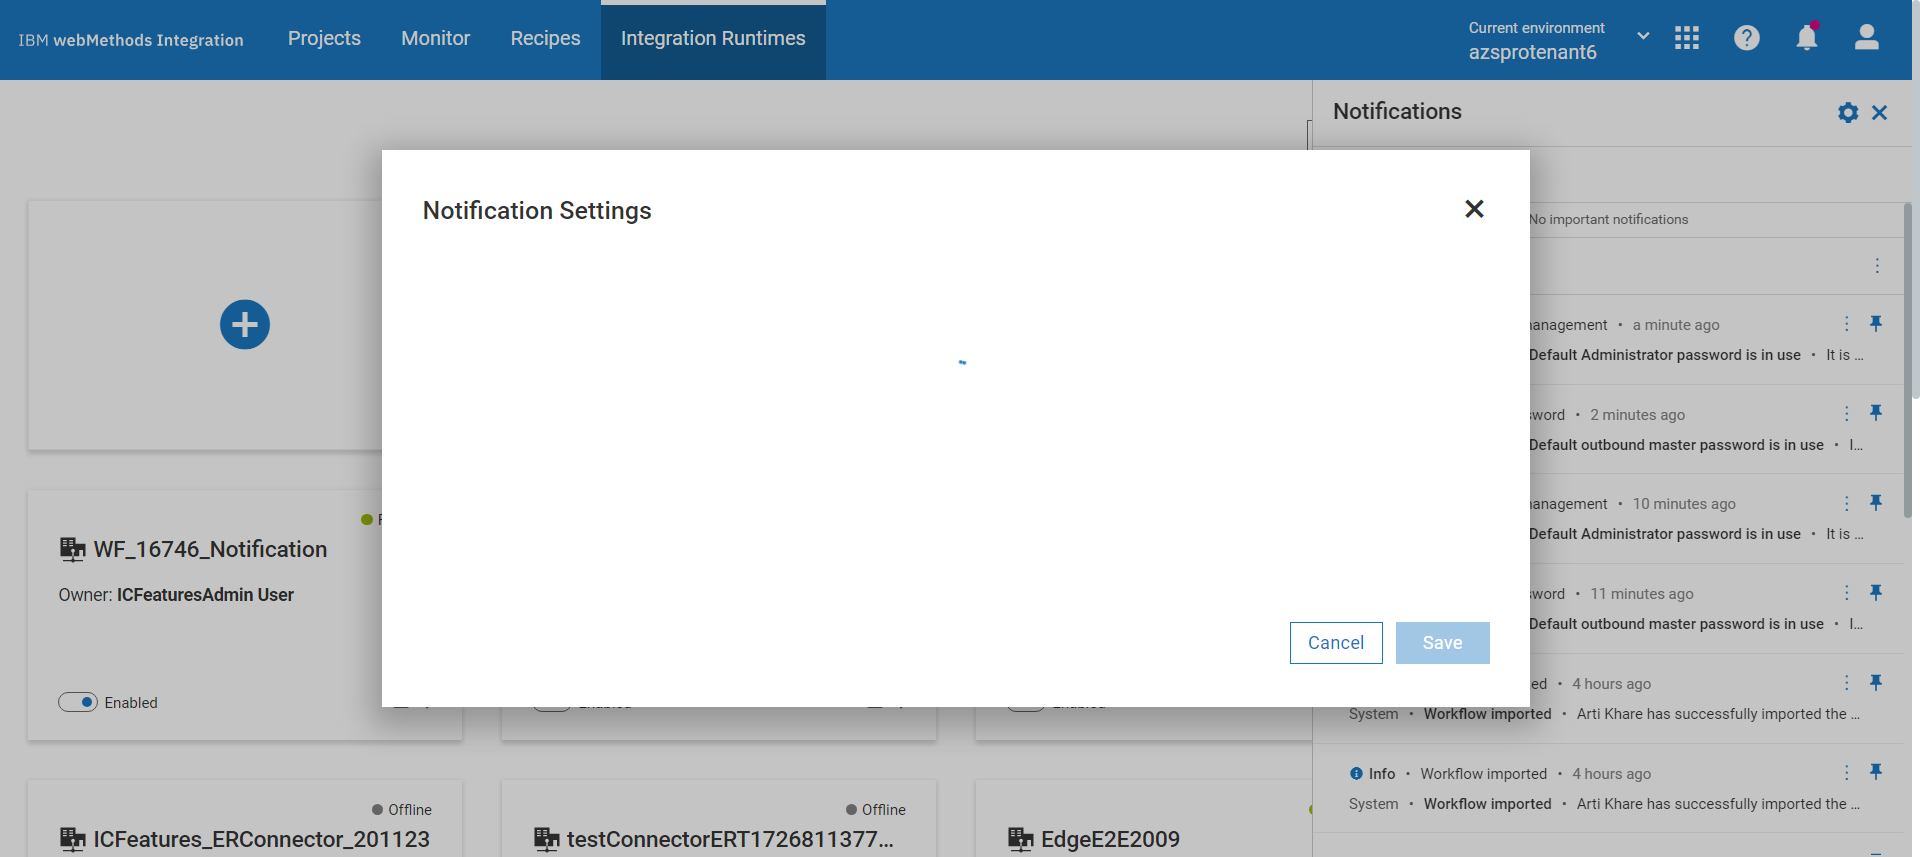 IBM webMethods Integration
Projects
Monitor
Recipes
Integration Runtimes
Current environment
azsprotenant6
Notifications
Notification Settings
No important notifications
anagement • a minute ago
Default Administrator password is in use • It is ...
word • 2 minutes ago
Default outbound master password is in use • I...
anagement • 10 minutes ago
Default Administrator password is in use • It is ...
word • 11 minutes ago
Default outbound master password is in use • I...
WF_16746_Notification
Owner: ICFeaturesAdmin User
Cancel
Save
Enabled
ed • 4 hours ago
System • Workflow imported • Arti Khare has successfully imported the ...
Info • Workflow imported • 4 hours ago
System • Workflow imported • Arti Khare has successfully imported the ...
Offline
ICFeatures_ERConnector_201123
Offline
testConnectorERT1726811377...
EdgeE2E2009